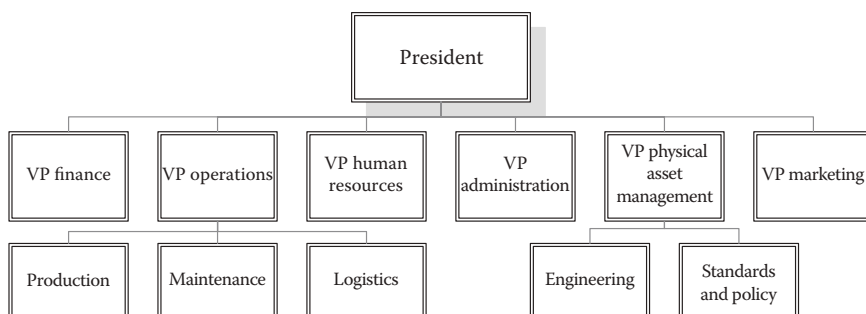 President
VP finance
VP operations
VP human
resources
VP
administration
VP physical
asset
management
VP marketing
Production
Maintenance
Logistics
Engineering
Standards
and policy